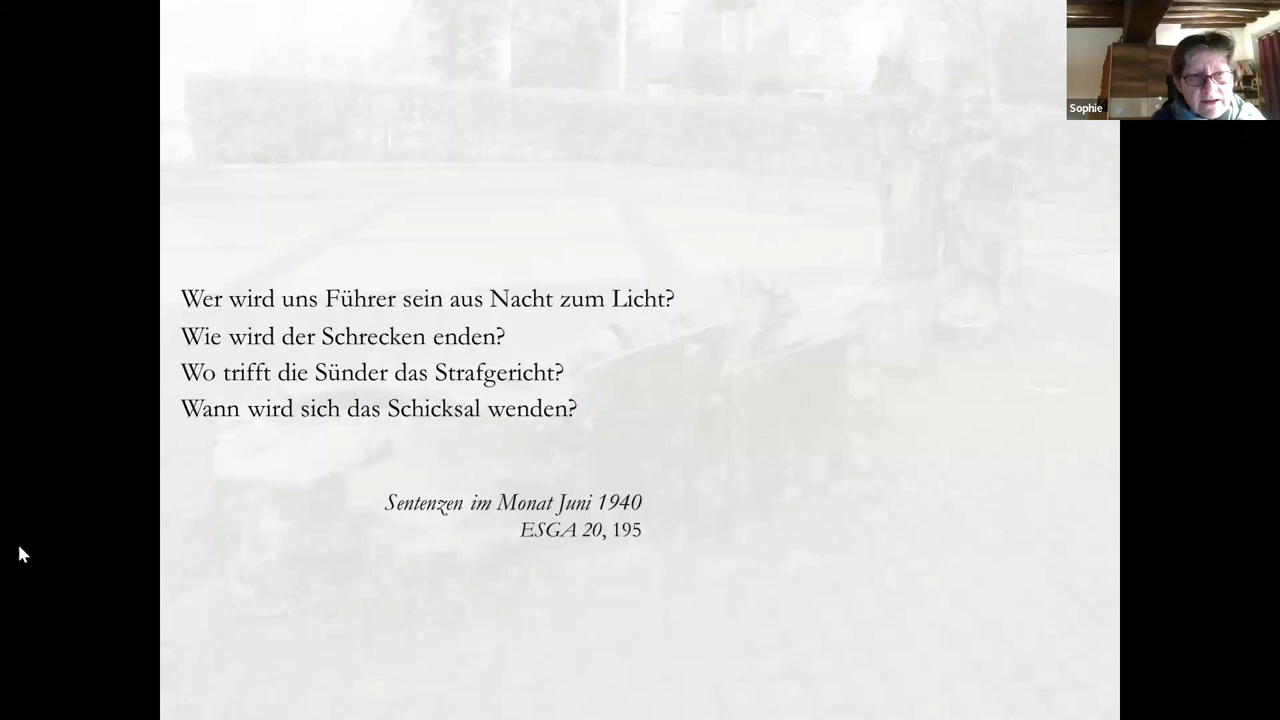 Sophie
Wer wird uns Führer sein aus Nacht zum Licht?
Wie wird der Schrecken enden?
Wo trifft die Sünder das Strafgericht?
Wann wird sich das Schicksal wenden?
Sentenzen im Monat Juni 1940
ESGA 20, 195